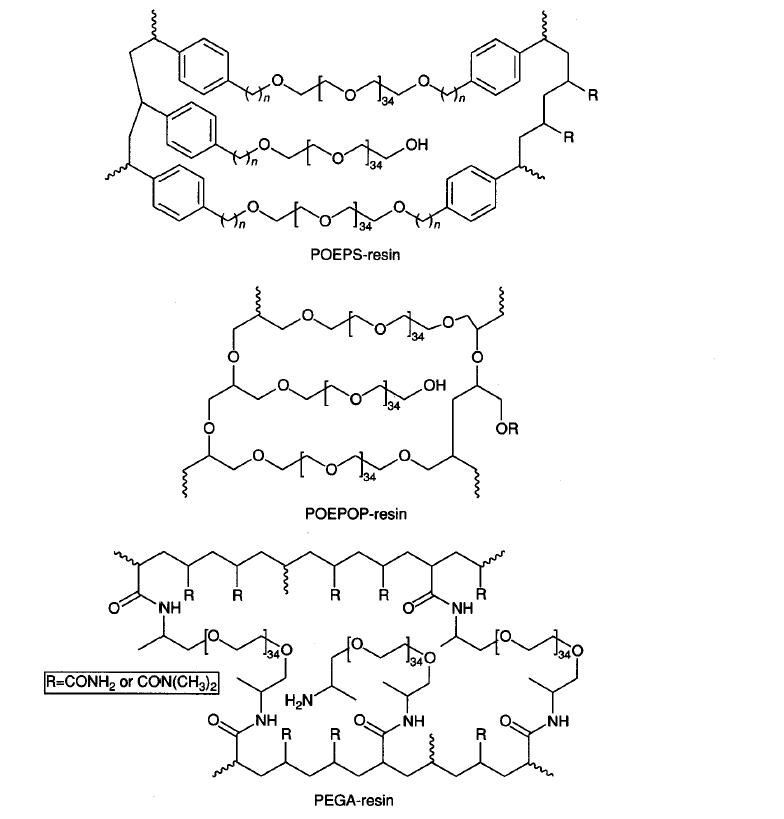 O [ O ]34 O ( )n
( )n R
( )n O [ O ]34 OH R
( )n O [ O ]34 O ( )n
POEPS-resin
O [ O ]34 O
O O
O [ O ]34 OH
O OR
O [ O ]34 O
POEPOP-resin
R R R R R
O NH O NH
[ O ]34 O [ O ]34 O [ O ]34 O
R=CONH2 or CON(CH3)2
H2N
O NH O NH O NH
R R R
PEGA-resin